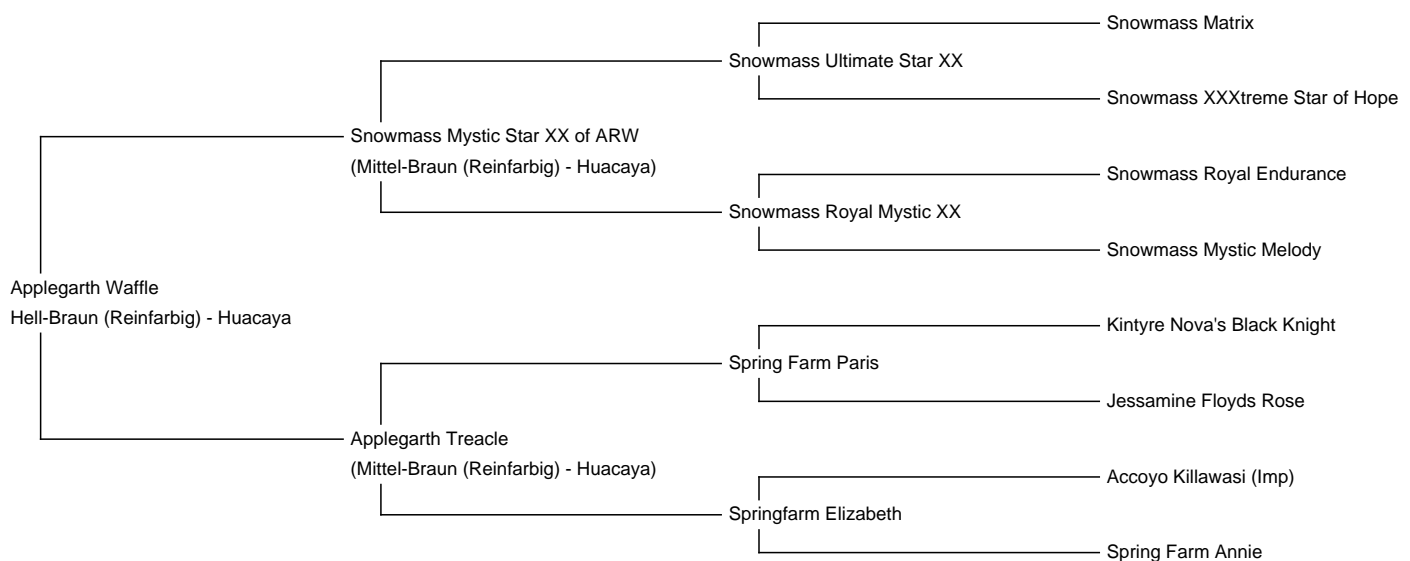 Snowmass Matrix
Snowmass Ultimate Star XX
Snowmass XXXtreme Star of Hope
Snowmass Mystic Star XX of ARW
(Mittel-Braun (Reinfarbig) - Huacaya)
Snowmass Royal Endurance
Snowmass Royal Mystic XX
Snowmass Mystic Melody
Applegarth Waffle
Hell-Braun (Reinfarbig) - Huacaya
Kintyre Nova's Black Knight
Spring Farm Paris
Jessamine Floyds Rose
Applegarth Treacle
(Mittel-Braun (Reinfarbig) - Huacaya)
Accoyo Killawasi (Imp)
Springfarm Elizabeth
Spring Farm Annie